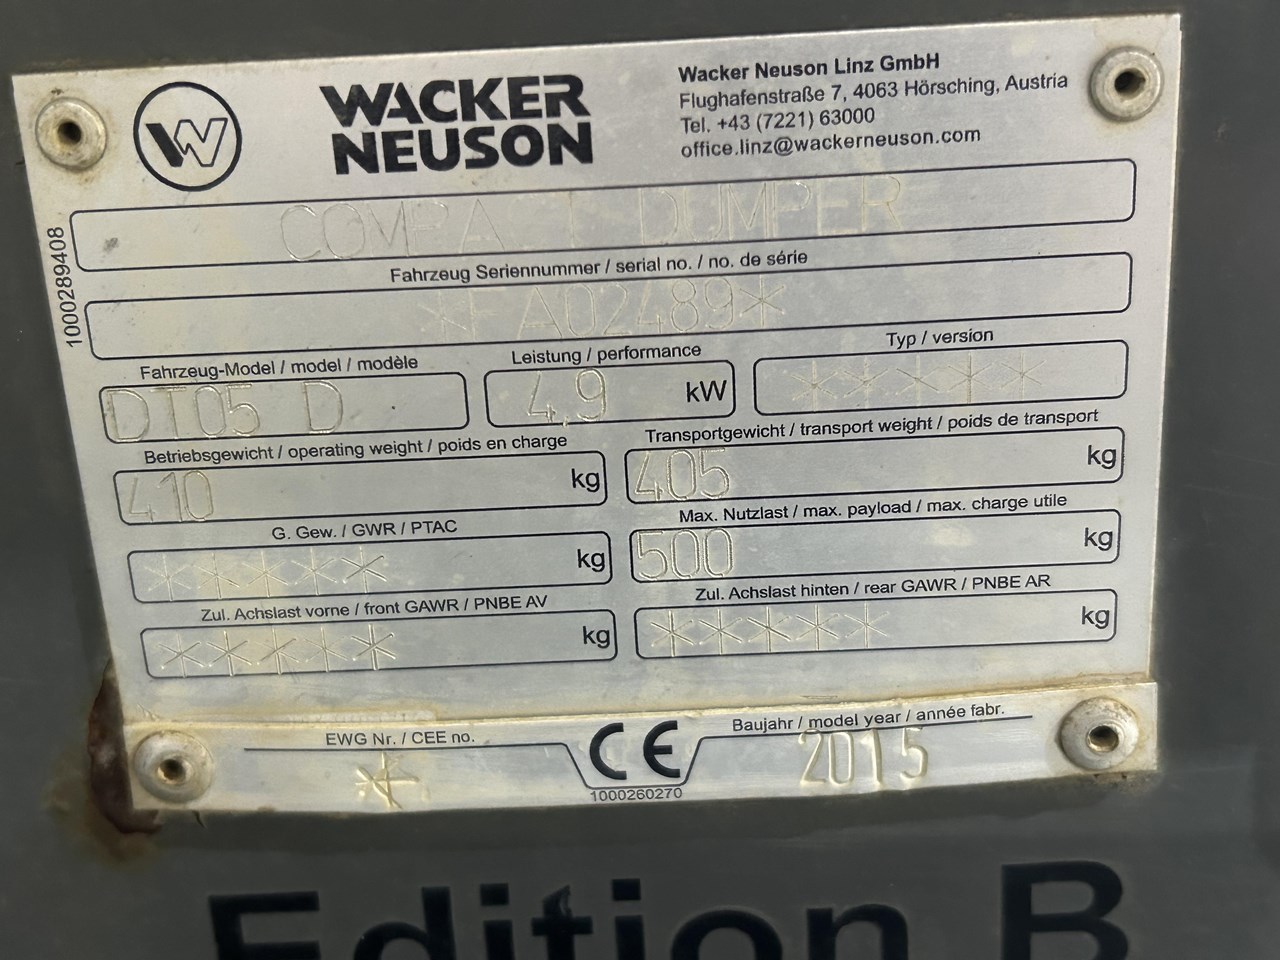 WACKER
NEUSON
Wacker Neuson Linz GmbH
Flughafenstraße 7, 4063 Hörsching, Austria
Tel. +43 (7221) 63000
office.linz@wackerneuson.com
1000289408
COMPACT DUMPER
Fahrzeug Seriennummer / serial no. / no. de série
*FA02489*
Fahrzeug-Model / model / modèle
DT05 D
Leistung / performance
4.9 kW
Typ / version
*****
Betriebsgewicht / operating weight / poids en charge
410 kg
Transportgewicht / transport weight / poids de transport
405 kg
G. Gew. / GWR / PTAC
***** kg
Max. Nutzlast / max. payload / max. charge utile
500 kg
Zul. Achslast vorne / front GAWR / PNBE AV
***** kg
Zul. Achslast hinten / rear GAWR / PNBE AR
***** kg
EWG Nr. / CEE no.
*
CE
1000260270
Baujahr / model year / année fabr.
2015
Edition B